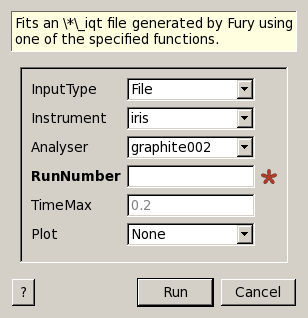 Fits an \*\_iqt file generated by Fury using
one of the specified functions.
InputType File
Instrument iris
Analyser graphite002
RunNumber *
TimeMax 0.2
Plot None
? Run Cancel